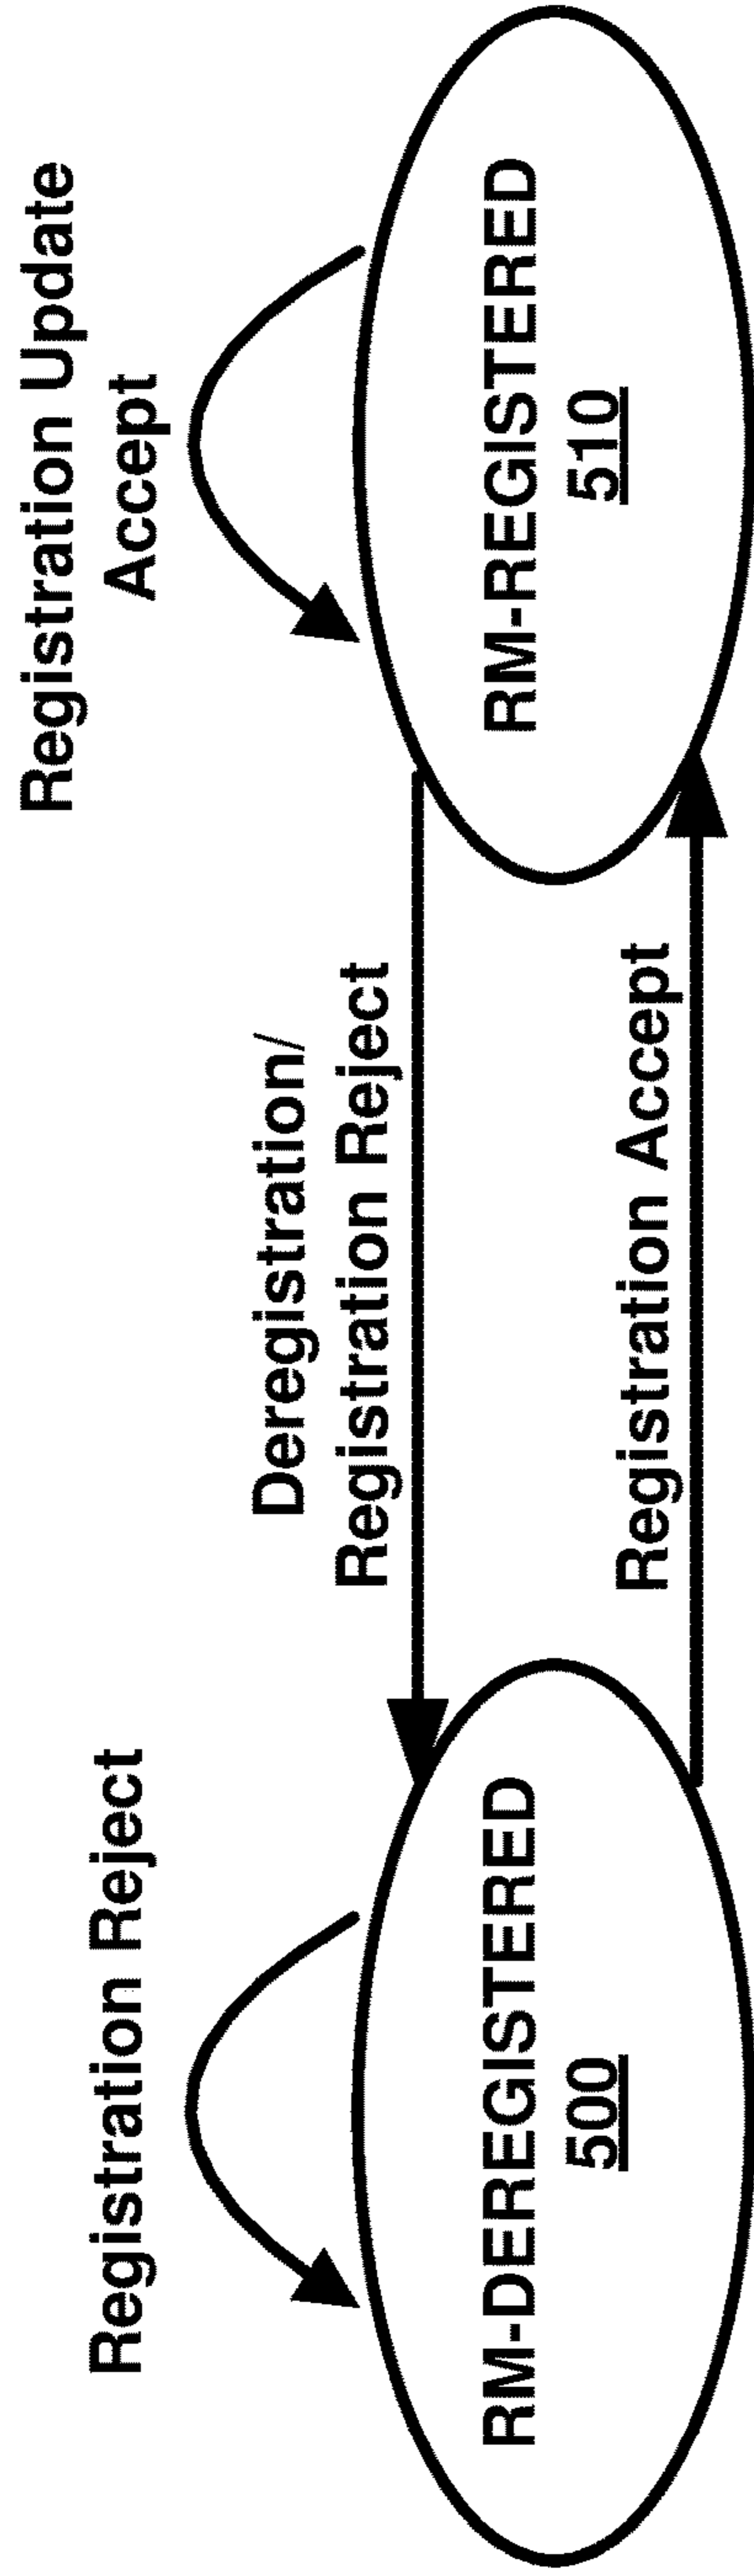 Registration Reject
Registration Update
Accept
Deregistration/
Registration Reject
RM-DEREGISTERED
500
RM-REGISTERED
510
Registration Accept